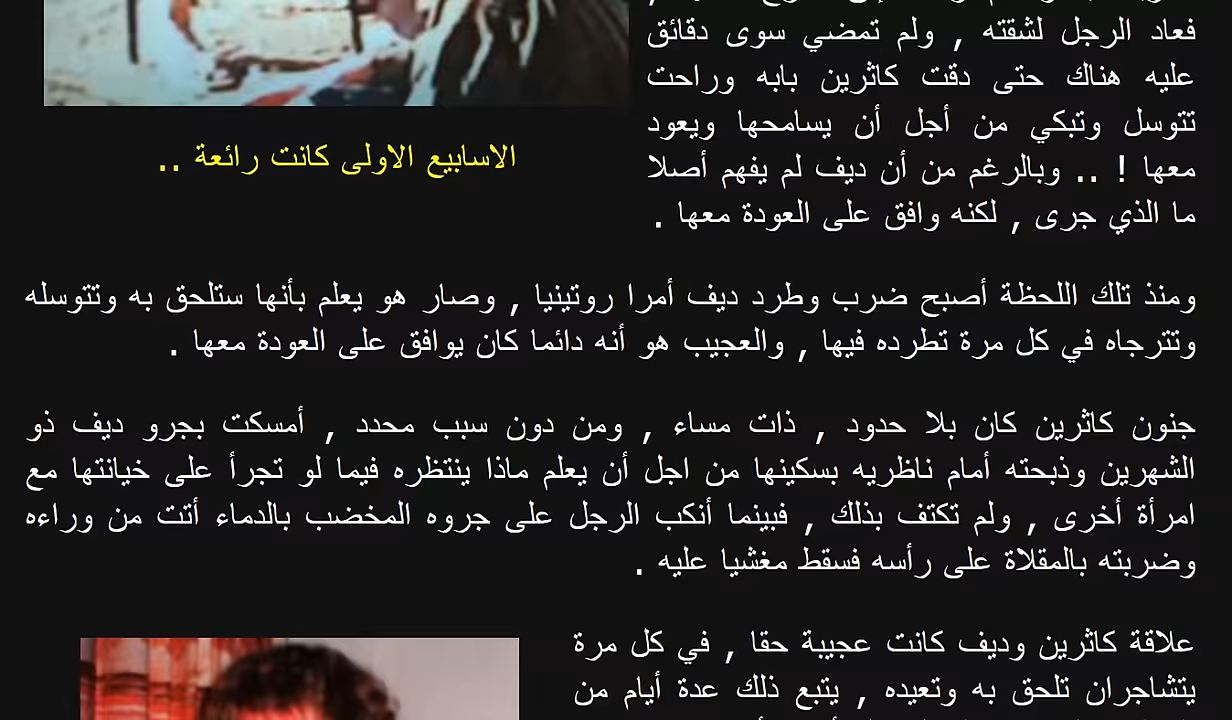 فعاد الرجل لشقته , ولم تمضي سوى دقائق
عليه هناك حتى دقت كاثرين بابه وراحت
تتوسل وتبكي من أجل أن يسامحها ويعود
معها ! .. وبالرغم من أن ديف لم يفهم أصلا
ما الذي جرى , لكنه وافق على العودة معها .
الاسابيع الاولى كانت رائعة ..
ومنذ تلك اللحظة أصبح ضرب وطرد ديف أمرا روتينيا , وصار هو يعلم بأنها ستلحق به وتتوسله
وتترجاه في كل مرة تطرده فيها , والعجيب هو أنه دائما كان يوافق على العودة معها .
جنون كاثرين كان بلا حدود , ذات مساء , ومن دون سبب محدد , أمسكت بجرو ديف ذو
الشهرين وذبحته أمام ناظريه بسكينها من اجل أن يعلم ماذا ينتظره فيما لو تجرأ على خيانتها مع
امرأة أخرى , ولم تكتف بذلك , فبينما أنكب الرجل على جروه المخضب بالدماء أتت من وراءه
وضربته بالمقلاة على رأسه فسقط مغشيا عليه .
علاقة كاثرين وديف كانت عجيبة حقا , في كل مرة
يتشاجران تلحق به وتعيده , يتبع ذلك عدة أيام من